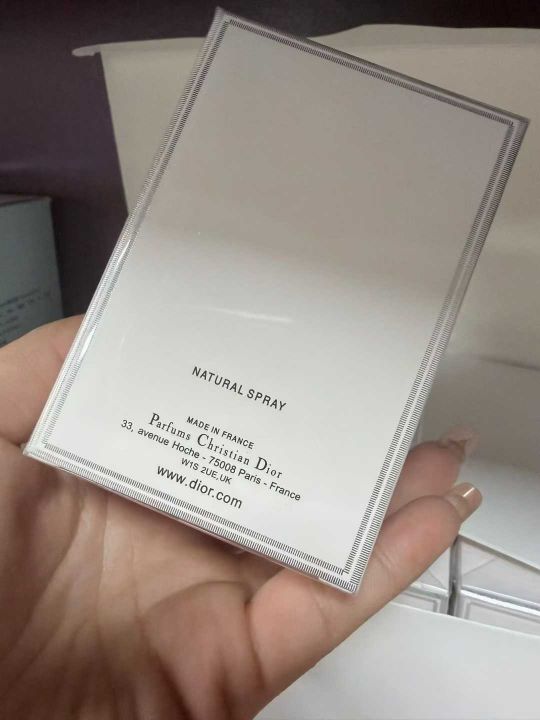 NATURAL SPRAY
MADE IN FRANCE
Parfums Christian Dior
33, avenue Hoche - 75008 Paris - France
W1S 2UE,UK
www.dior.com